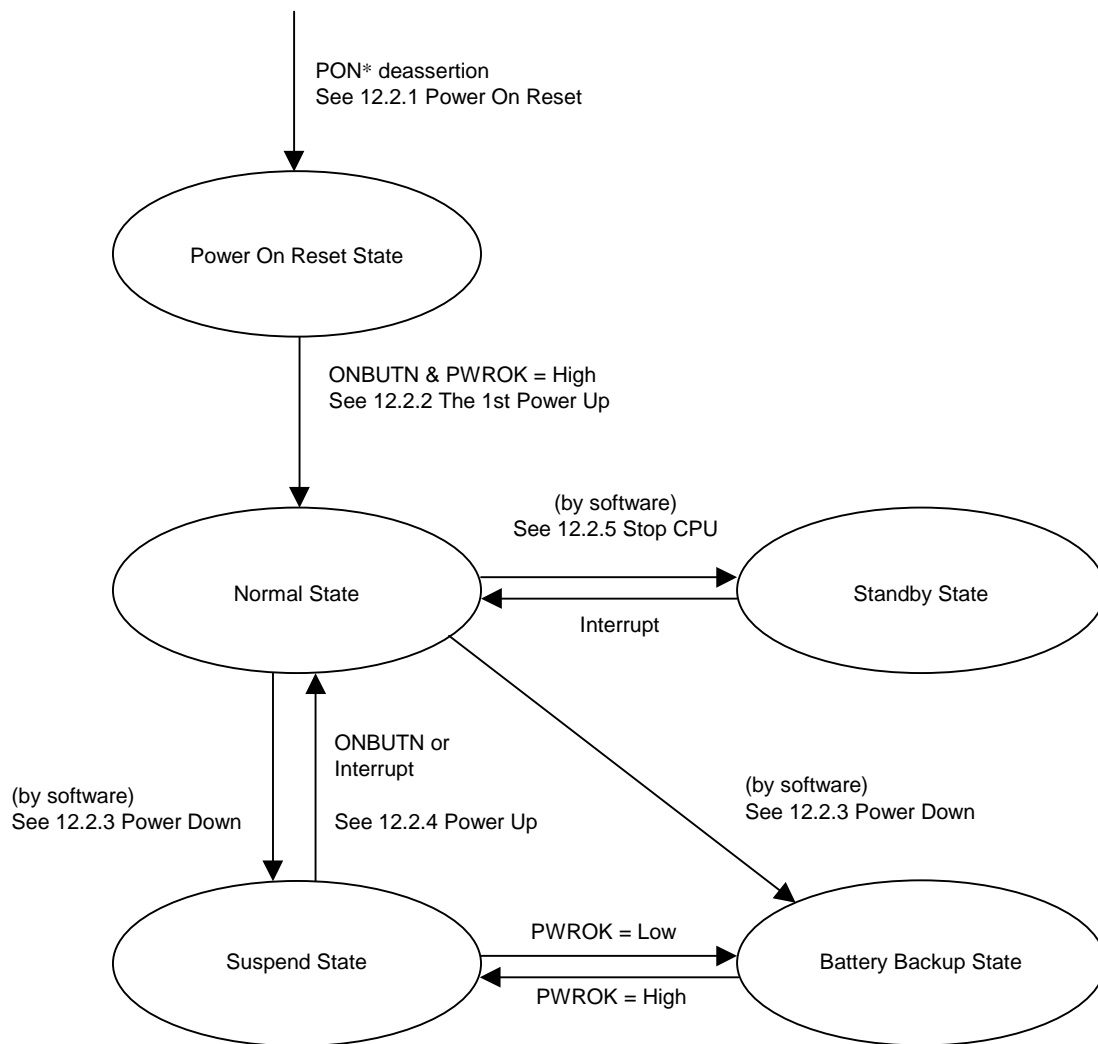 PON* deassertion
See 12.2.1 Power On Reset
Power On Reset State
ONBUTN & PWROK = High
See 12.2.2 The 1st Power Up
(by software)
See 12.2.5 Stop CPU
Normal State
Standby State
Interrupt
ONBUTN or
Interrupt
(by software)
See 12.2.3 Power Down
See 12.2.4 Power Up
(by software)
See 12.2.3 Power Down
PWROK = Low
Suspend State
Battery Backup State
PWROK = High